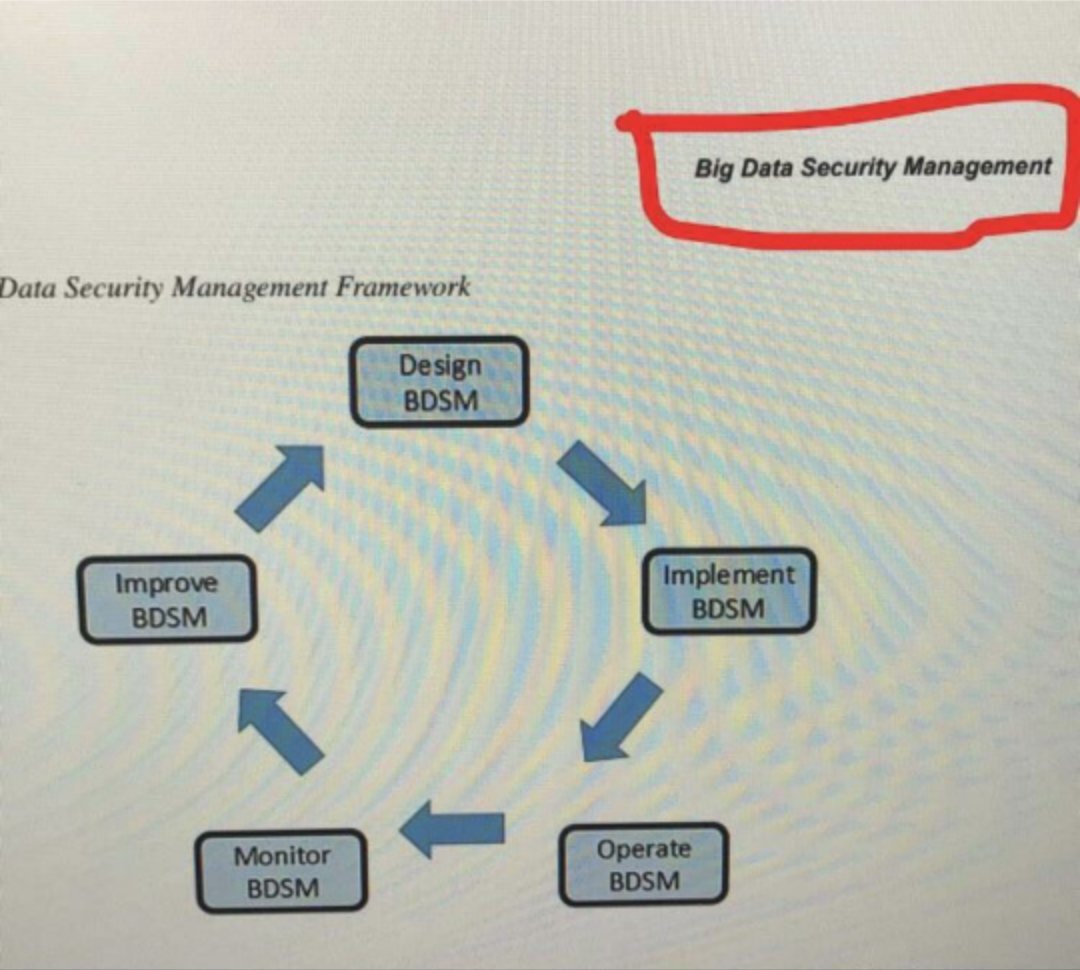 Big Data Security Management
Data Security Management Framework
Design
BDSM
Implement
BDSM
Operate
BDSM
Monitor
BDSM
Improve
BDSM